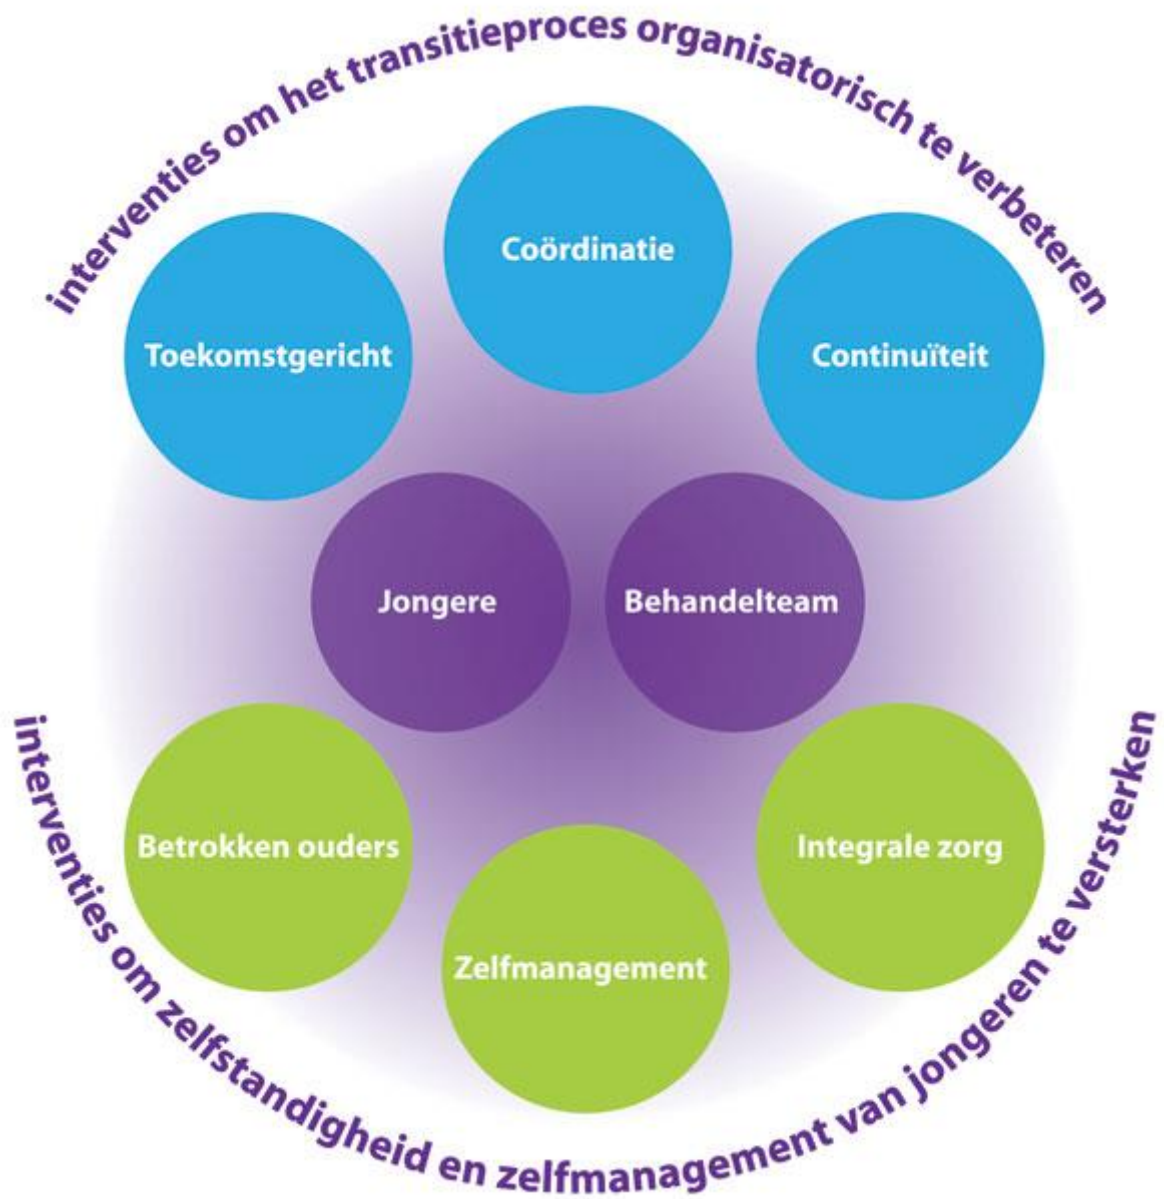 interventies om het transitieproces organisatorisch te verbeteren
Coördinatie
Toekomstgericht
Continuïteit
Jongere
Behandelteam
Betrokken ouders
Integrale zorg
Zelfmanagement
interventies om zelfstandigheid en zelfmanagement van jongeren te versterken